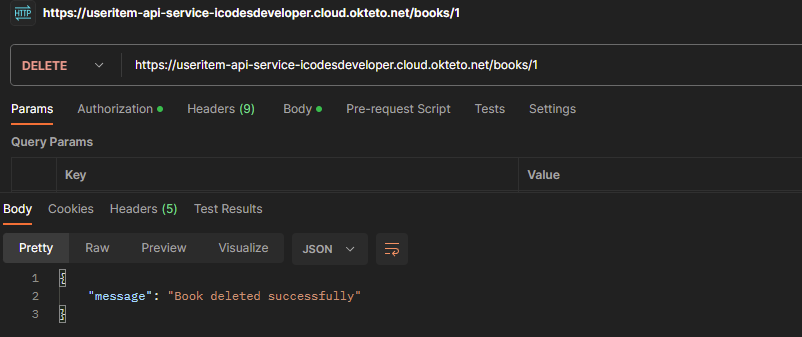 HTTP https://useritem-api-service-icodesdeveloper.cloud.okteto.net/books/1
DELETE https://useritem-api-service-icodesdeveloper.cloud.okteto.net/books/1
Params Authorization Headers (9) Body Pre-request Script Tests Settings
Query Params
Key Value
Body Cookies Headers (5) Test Results
Pretty Raw Preview Visualize JSON
1 {
2 "message": "Book deleted successfully"
3 }